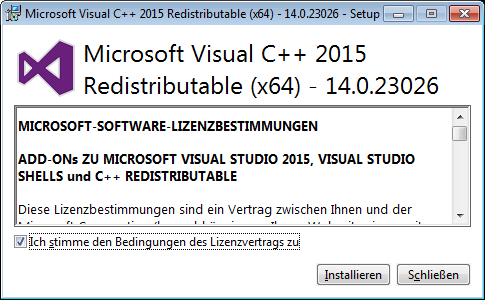 Microsoft Visual C++ 2015 Redistributable (x64) - 14.0.23026 - Setup
Microsoft Visual C++ 2015
Redistributable (x64) - 14.0.23026
MICROSOFT-SOFTWARE-LIZENZBESTIMMUNGEN
ADD-ONs ZU MICROSOFT VISUAL STUDIO 2015, VISUAL STUDIO
SHELLS und C++ REDISTRIBUTABLE
Diese Lizenzbestimmungen sind ein Vertrag zwischen Ihnen und der
Ich stimme den Bedingungen des Lizenzvertrags zu
Installieren
Schließen